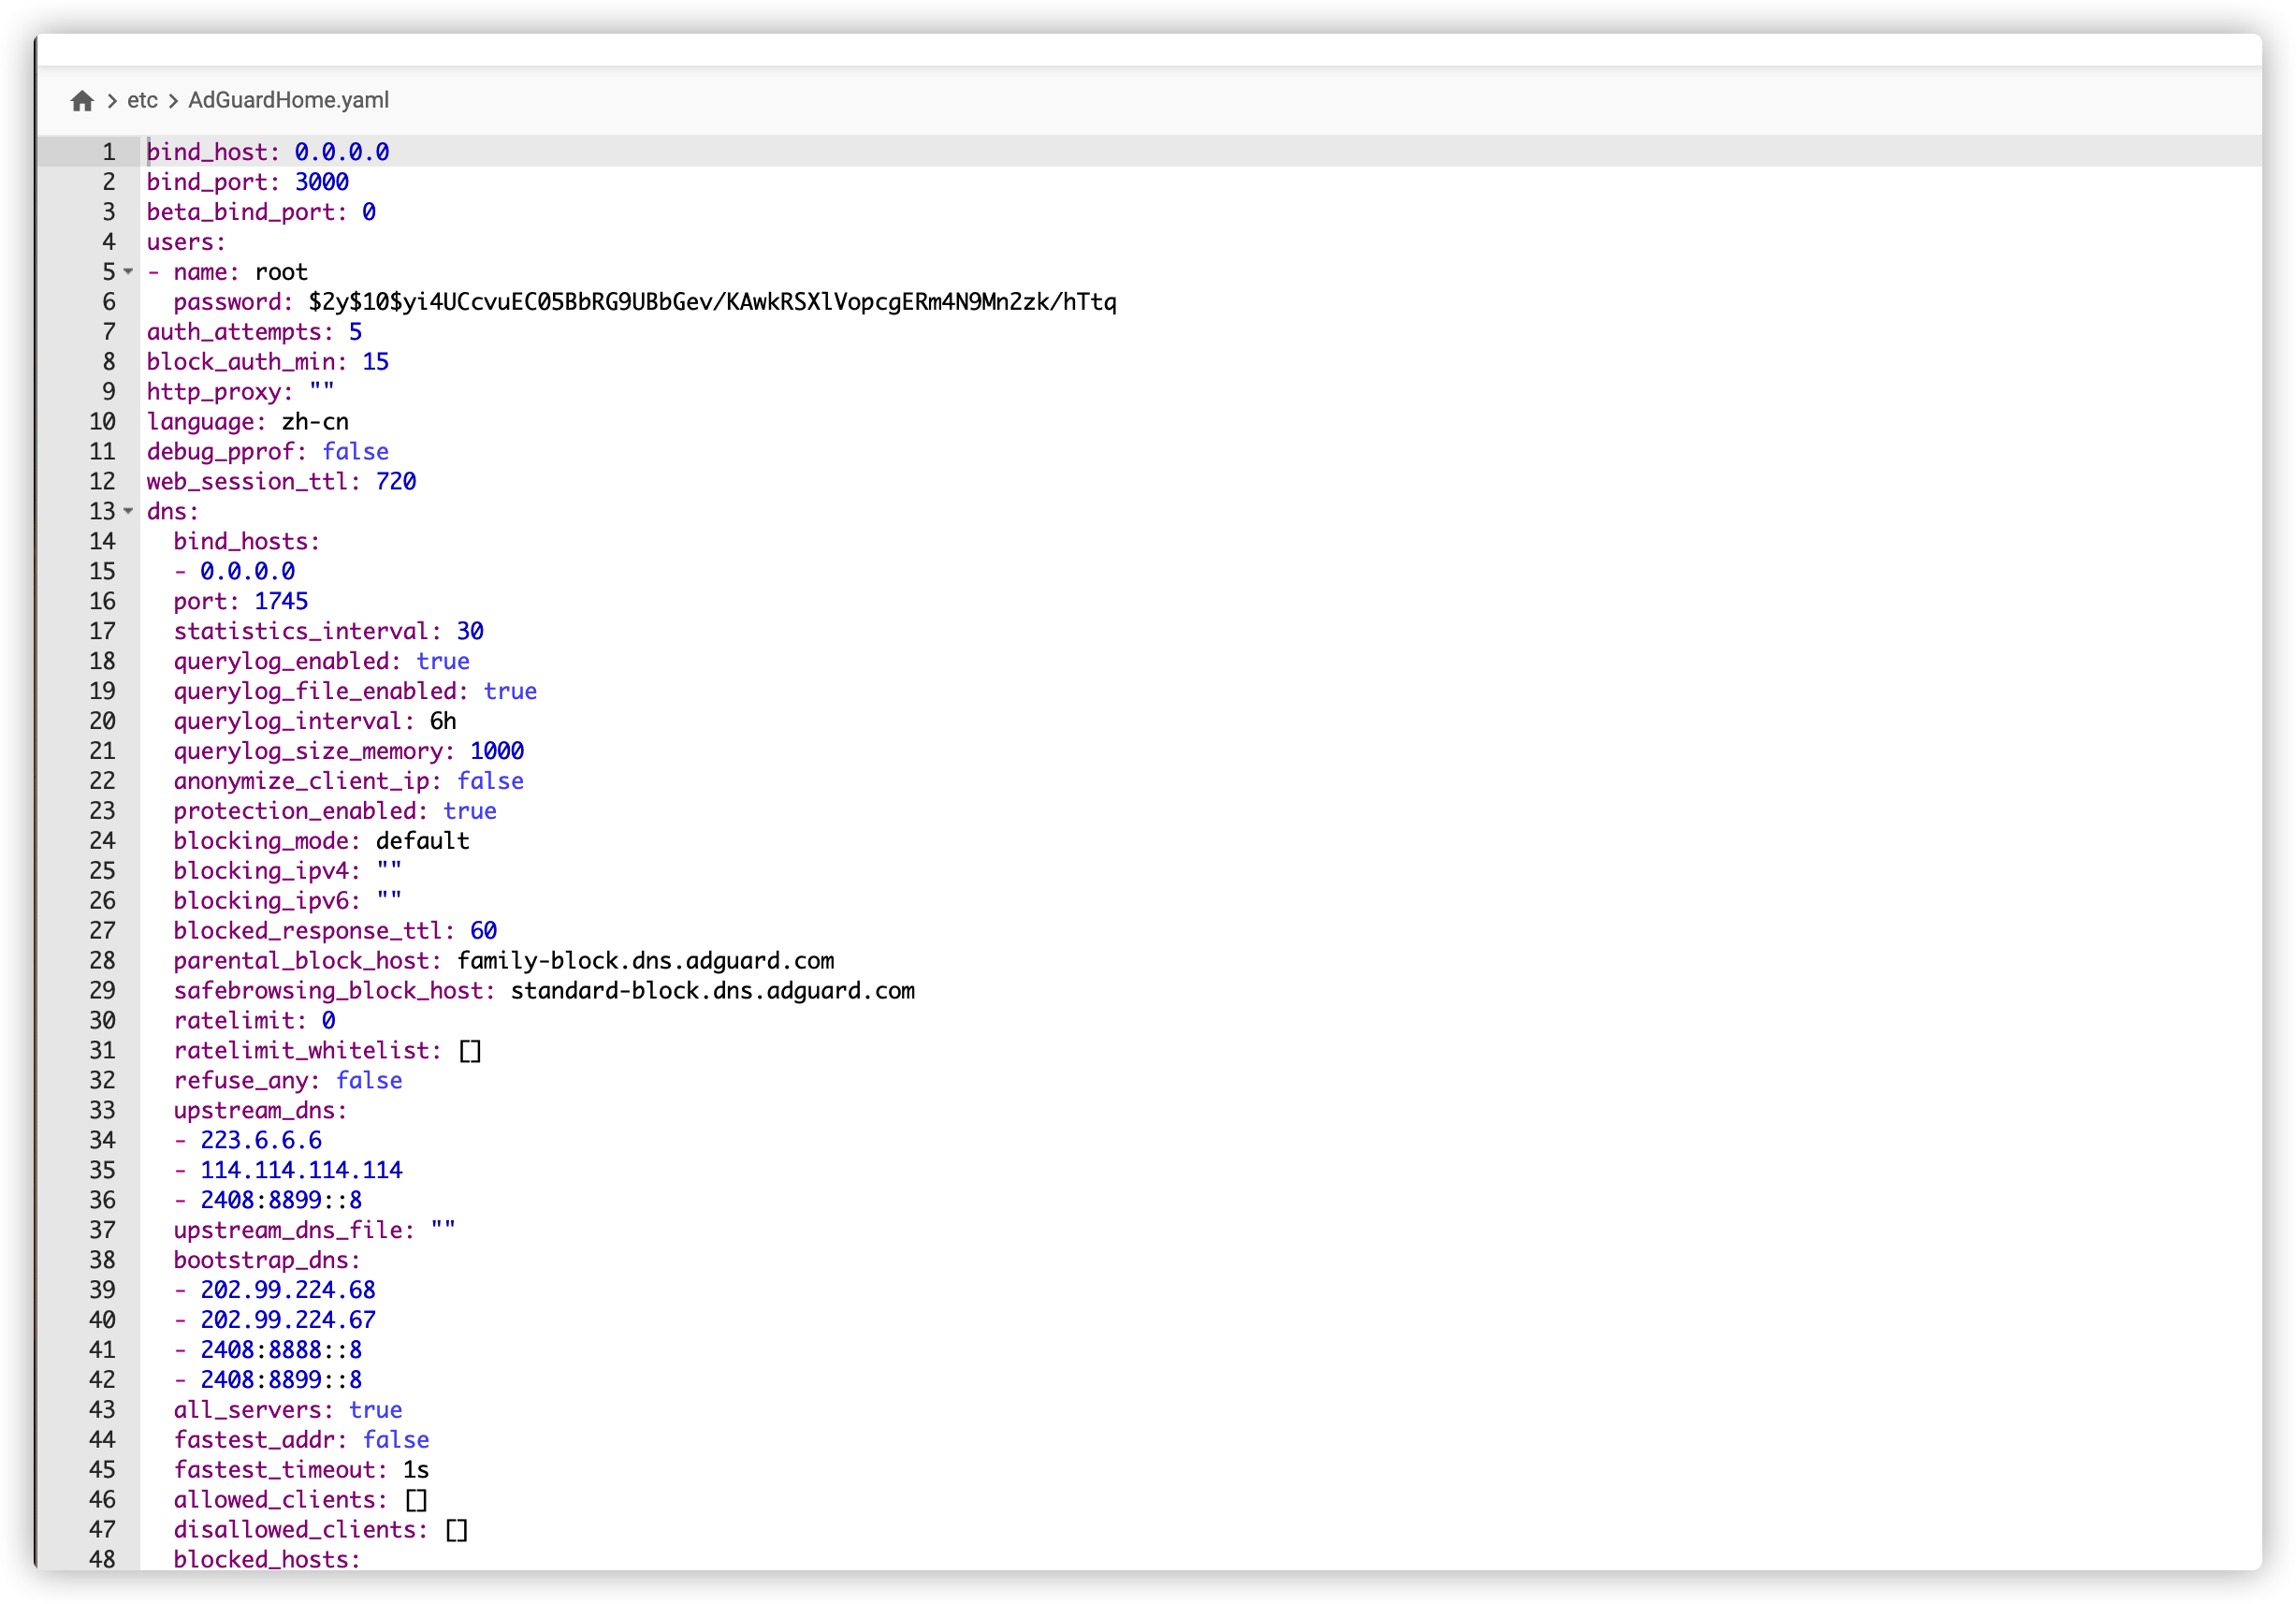 etc > AdGuardHome.yaml
1 bind_host: 0.0.0.0
2 bind_port: 3000
3 beta_bind_port: 0
4 users:
5 - name: root
6   password: $2y$10$yi4UCcvuEC05BbRG9UBbGev/KAwkRSXlVopcgERm4N9Mn2zk/hTtq
7 auth_attempts: 5
8 block_auth_min: 15
9 http_proxy: ""
10 language: zh-cn
11 debug_pprof: false
12 web_session_ttl: 720
13 dns:
14   bind_hosts:
15   - 0.0.0.0
16   port: 1745
17   statistics_interval: 30
18   querylog_enabled: true
19   querylog_file_enabled: true
20   querylog_interval: 6h
21   querylog_size_memory: 1000
22   anonymize_client_ip: false
23   protection_enabled: true
24   blocking_mode: default
25   blocking_ipv4: ""
26   blocking_ipv6: ""
27   blocked_response_ttl: 60
28   parental_block_host: family-block.dns.adguard.com
29   safebrowsing_block_host: standard-block.dns.adguard.com
30   ratelimit: 0
31   ratelimit_whitelist: []
32   refuse_any: false
33   upstream_dns:
34   - 223.6.6.6
35   - 114.114.114.114
36   - 2408:8899::8
37   upstream_dns_file: ""
38   bootstrap_dns:
39   - 202.99.224.68
40   - 202.99.224.67
41   - 2408:8888::8
42   - 2408:8899::8
43   all_servers: true
44   fastest_addr: false
45   fastest_timeout: 1s
46   allowed_clients: []
47   disallowed_clients: []
48   blocked_hosts: